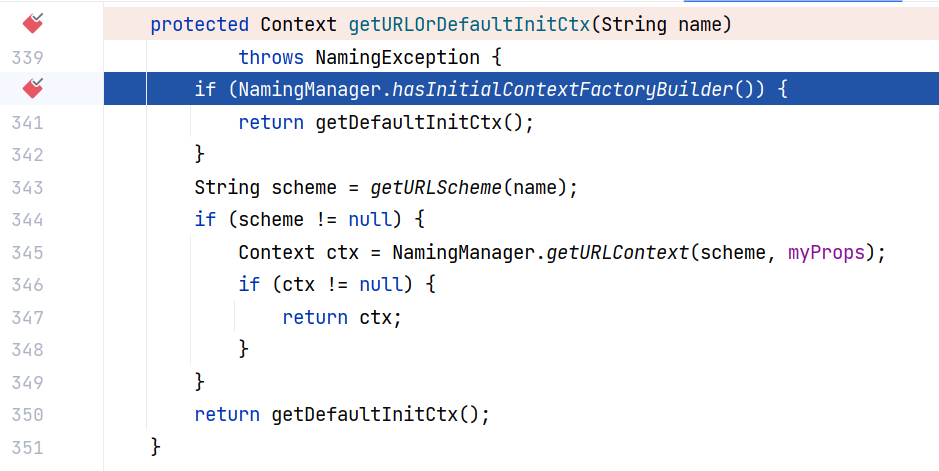 protected Context getURLOrDefaultInitCtx(String name)
339 throws NamingException {
if (NamingManager.hasInitialContextFactoryBuilder()) {
341 return getDefaultInitCtx();
342 }
343 String scheme = getURLScheme(name);
344 if (scheme != null) {
345 Context ctx = NamingManager.getURLContext(scheme, myProps);
346 if (ctx != null) {
347 return ctx;
348 }
349 }
350 return getDefaultInitCtx();
351 }